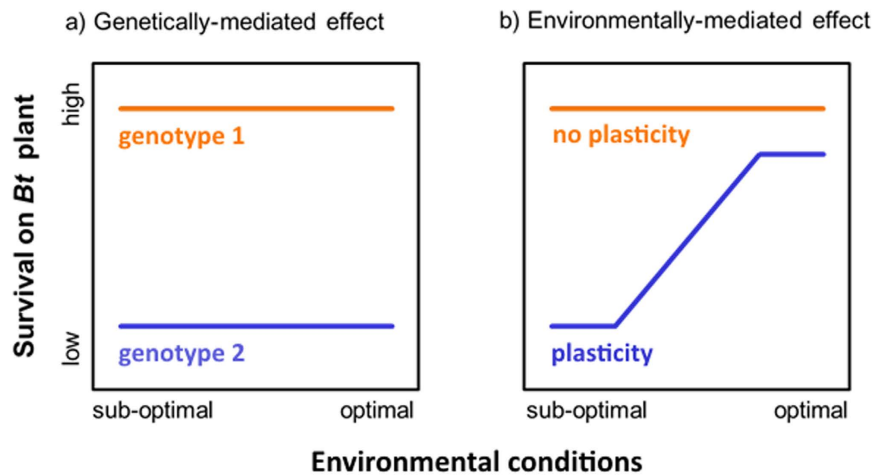 a) Genetically-mediated effect
b) Environmentally-mediated effect
Survival on Bt plant
high
low
genotype 1
genotype 2
no plasticity
plasticity
sub-optimal
optimal
sub-optimal
optimal
Environmental conditions